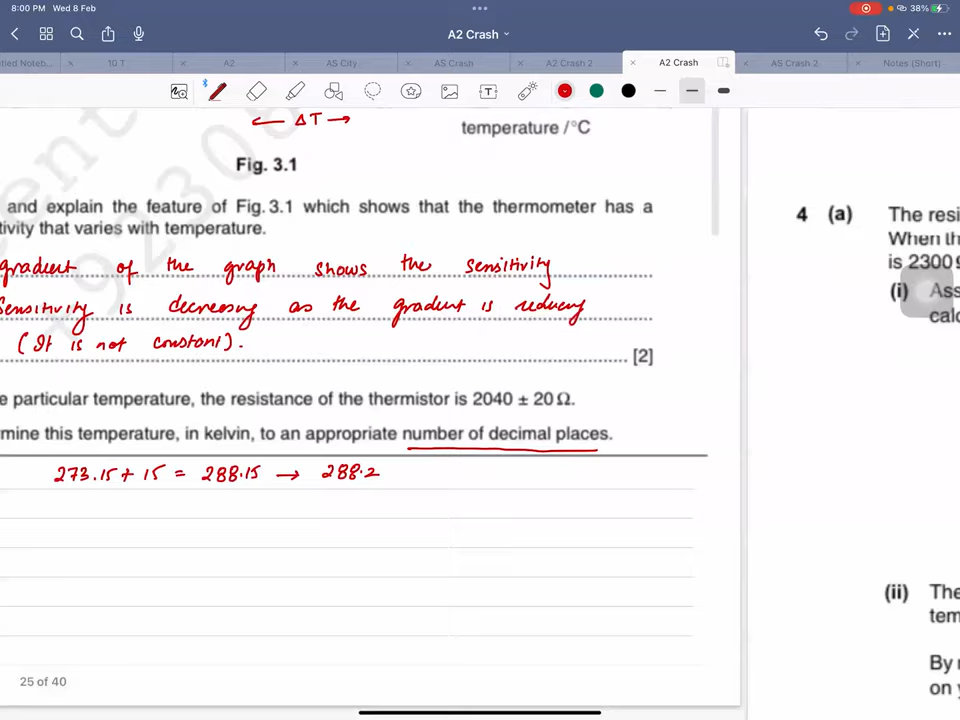 8:00 PM Wed 8 Feb
38%
A2 Crash
tled Noteb...
10 T
A2
AS City
AS Crash
A2 Crash 2
A2 Crash
AS Crash 2
Notes (Short)
← ΔT →
temperature /°C
Fig. 3.1
and explain the feature of Fig. 3.1 which shows that the thermometer has a
tivity that varies with temperature.
gradient of the graph shows the sensitivity
Sensitivity is decreasing as the gradient is reducing
(It is not constant).
[2]
e particular temperature, the resistance of the thermistor is 2040 ± 20 Ω.
mine this temperature, in kelvin, to an appropriate number of decimal places.
273.15 + 15 = 288.15 → 288.2
25 of 40
4 (a) The resi
When th
is 2300 Ω
(i) Ass
calc
(ii) The
tem
By r
on y